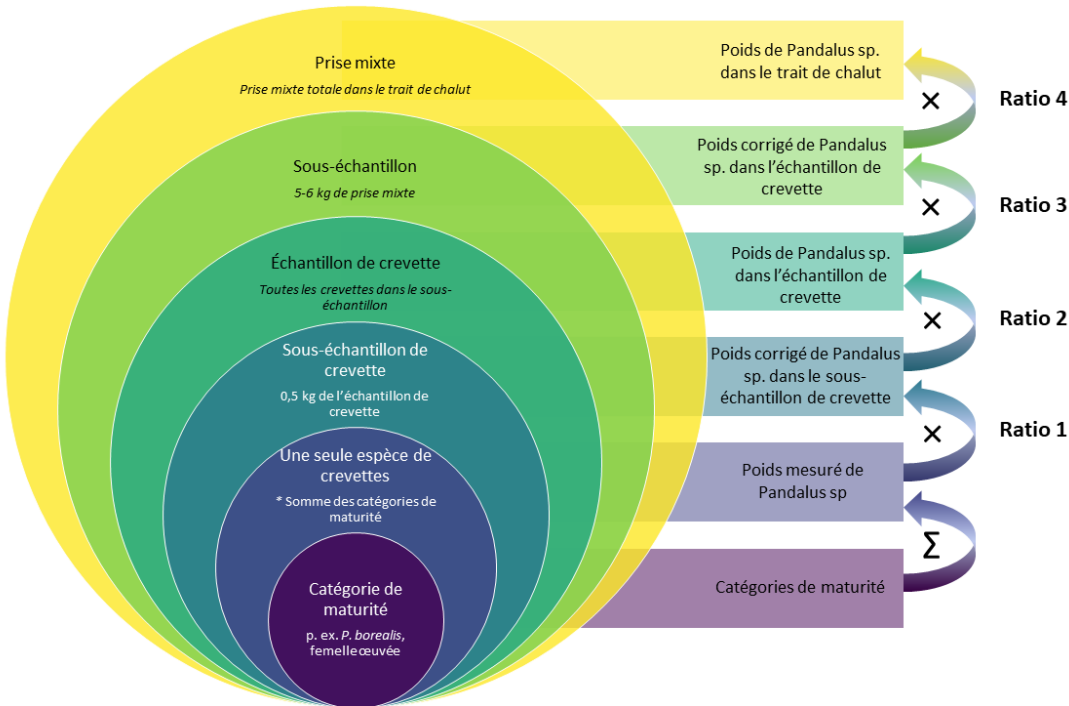 Prise mixte
Prise mixte totale dans le trait de chalut
Sous-échantillon
5-6 kg de prise mixte
Échantillon de crevette
Toutes les crevettes dans le sous-
échantillon
Sous-échantillon de
crevette
0,5 kg de l'échantillon de
crevette
Une seule espèce de
crevettes
* Somme des catégories de
maturité
Catégorie de
maturité
p. ex. P. borealis,
femelle œuvée
Poids de Pandalus sp.
dans le trait de chalut
Poids corrigé de Pandalus
sp. dans l'échantillon de
crevette
Poids de Pandalus sp.
dans l'échantillon de
crevette
Poids corrigé de Pandalus
sp. dans le sous-
échantillon de crevette
Poids mesuré de
Pandalus sp
Catégories de maturité
×
Ratio 4
×
Ratio 3
×
Ratio 2
×
Ratio 1
Σ